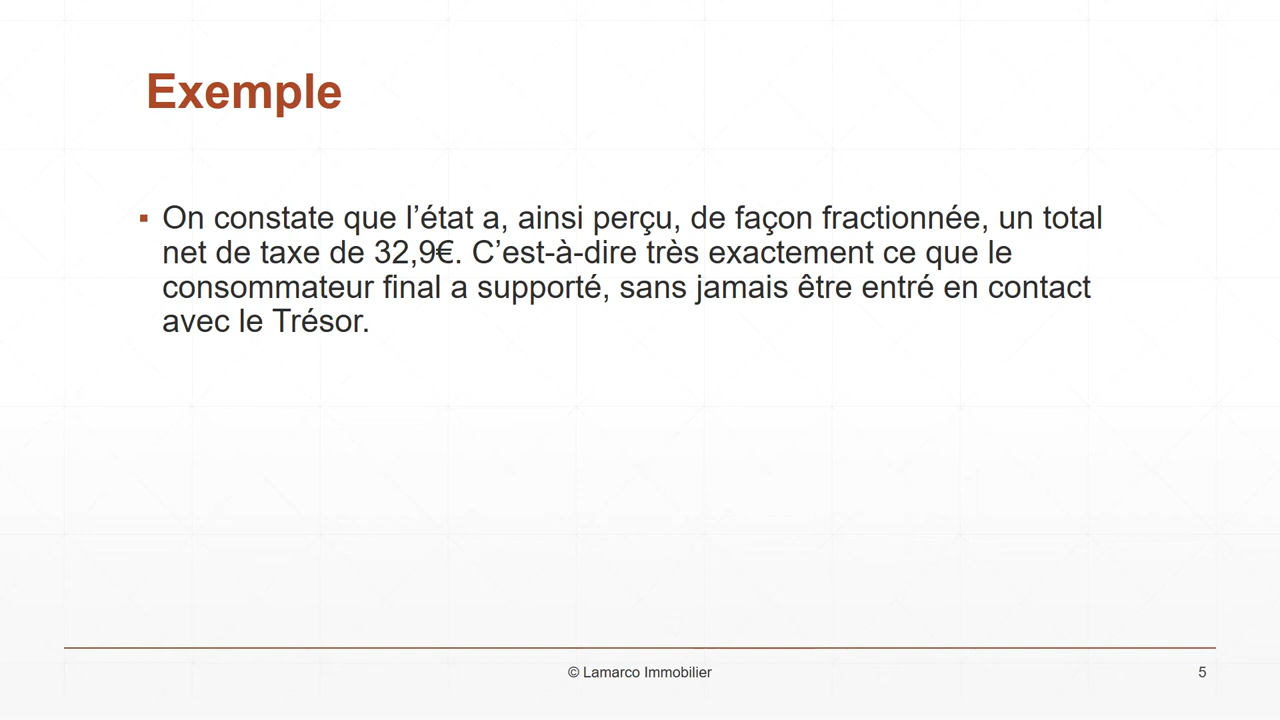 Exemple
▪ On constate que l’état a, ainsi perçu, de façon fractionnée, un total
net de taxe de 32,9€. C’est-à-dire très exactement ce que le
consommateur final a supporté, sans jamais être entré en contact
avec le Trésor.
© Lamarco Immobilier
5